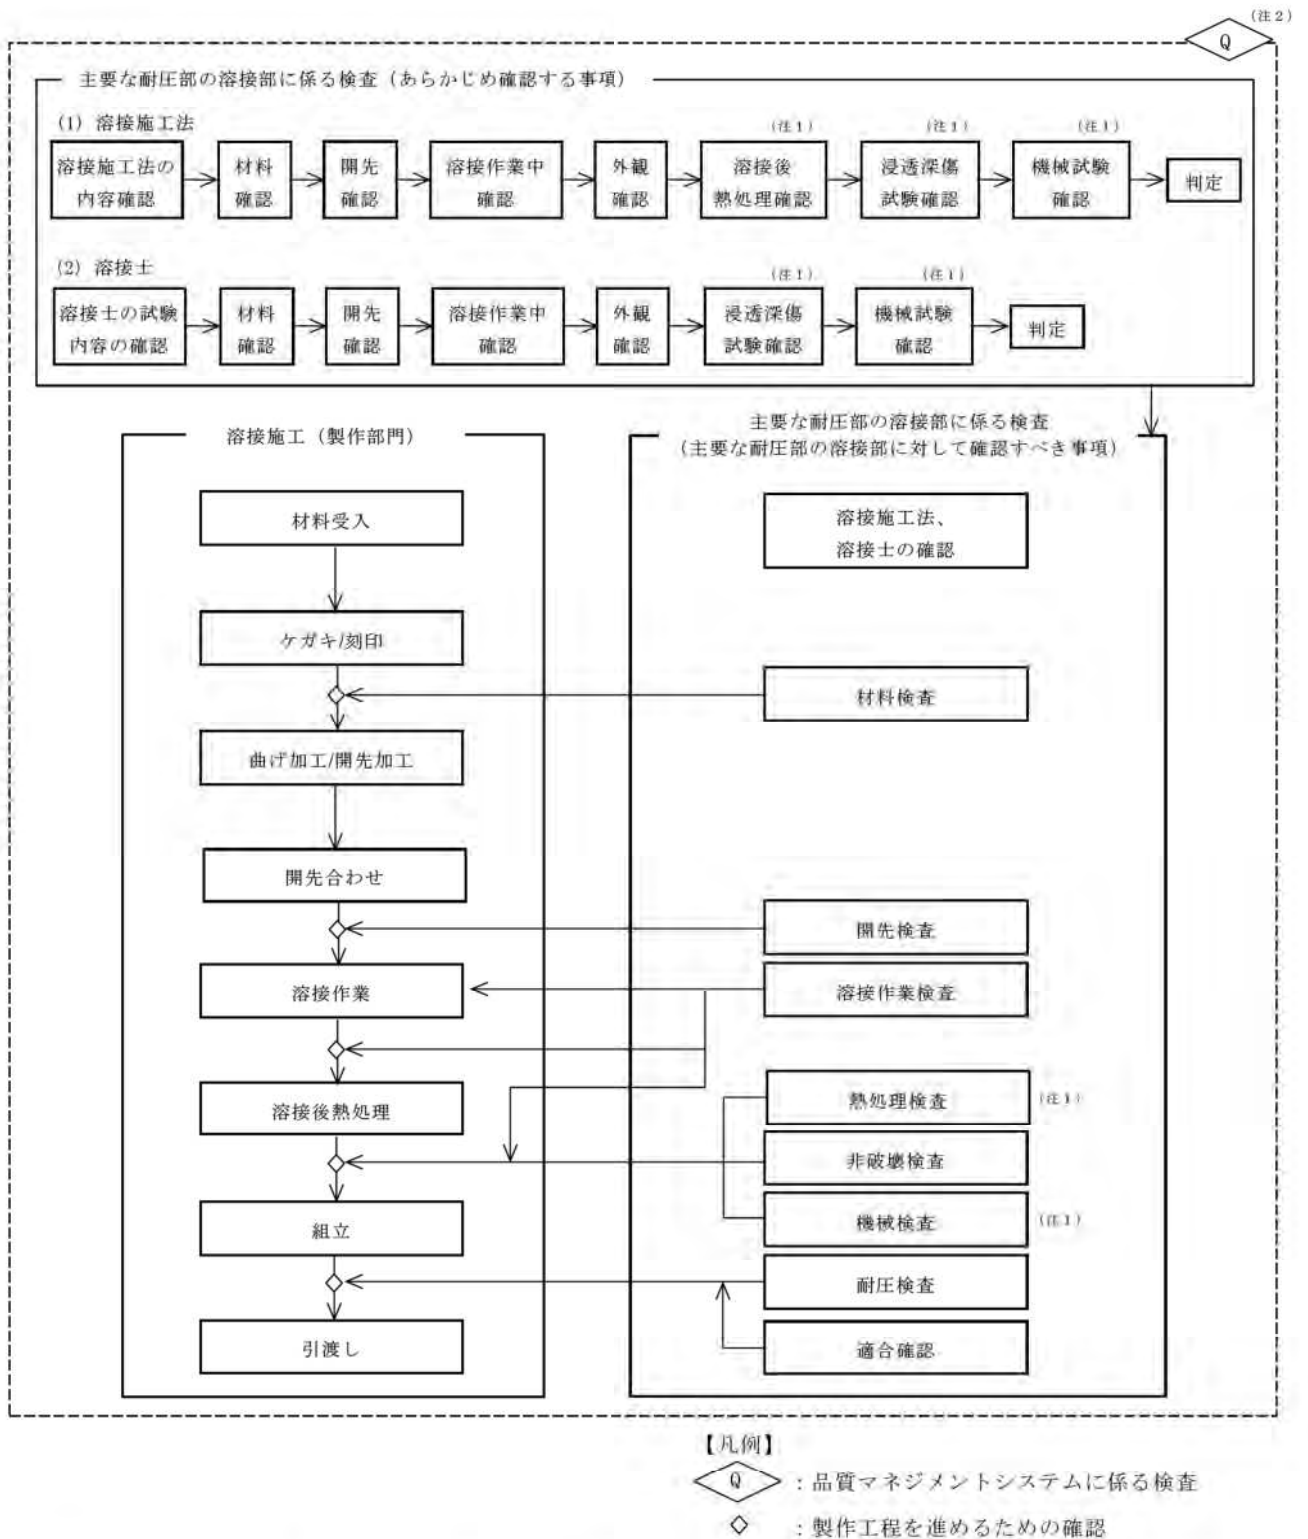 (注2)
Q
主要な耐圧部の溶接部に係る検査（あらかじめ確認する事項）
(1) 溶接施工法
(注1)
(注1)
(注1)
溶接施工法の
内容確認
材料
確認
開先
確認
溶接作業中
確認
外観
確認
溶接後
熱処理確認
浸透深傷
試験確認
機械試験
確認
判定
(2) 溶接士
(注1)
(注1)
溶接士の試験
内容の確認
材料
確認
開先
確認
溶接作業中
確認
外観
確認
浸透深傷
試験確認
機械試験
確認
判定
溶接施工（製作部門）
材料受入
ケガキ/刻印
曲げ加工/開先加工
開先合わせ
溶接作業
溶接後熱処理
組立
引渡し
主要な耐圧部の溶接部に係る検査
（主要な耐圧部の溶接部に対して確認すべき事項）
溶接施工法、
溶接士の確認
材料検査
開先検査
溶接作業検査
熱処理検査
(注1)
非破壊検査
機械検査
(注1)
耐圧検査
適合確認
【凡例】
Q ：品質マネジメントシステムに係る検査
◇ ：製作工程を進めるための確認